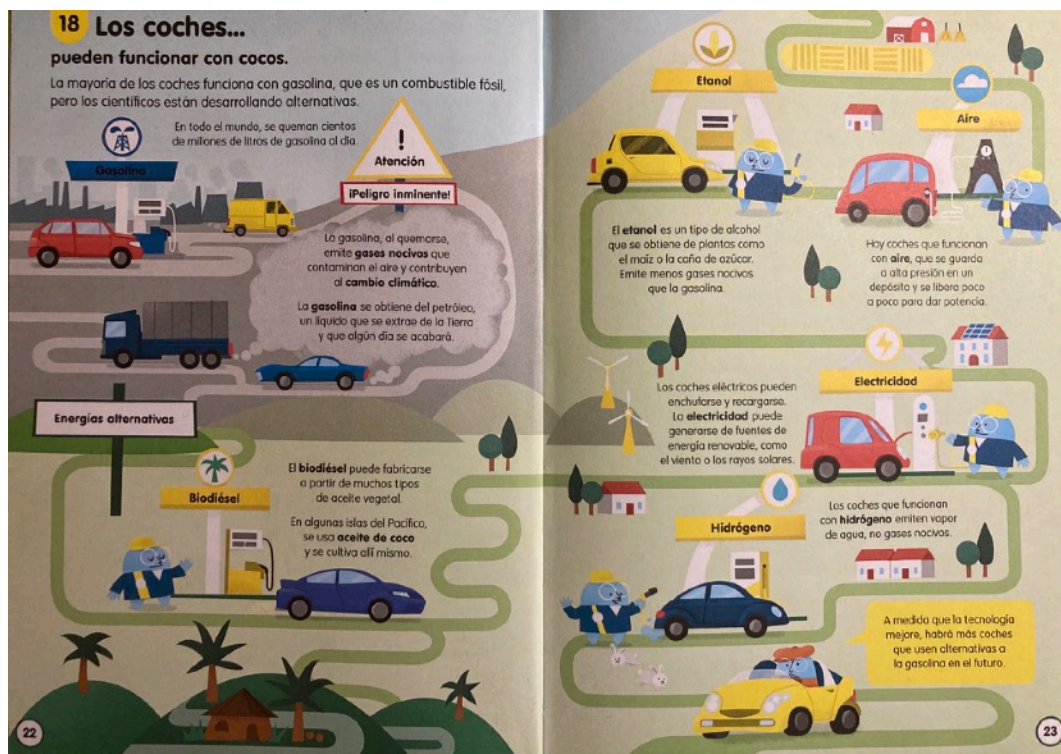 18 Los coches...
pueden funcionar con cocos.
La mayoría de los coches funciona con gasolina, que es un combustible fósil,
pero los científicos están desarrollando alternativas.
En todo el mundo, se queman cientos
de millones de litros de gasolina al día.
Gasolina
!
Atención
¡Peligro inminente!
La gasolina, al quemarse,
emite gases nocivos que
contaminan el aire y contribuyen
al cambio climático.
La gasolina se obtiene del petróleo,
un líquido que se extrae de la Tierra
y que algún día se acabará.
Energías alternativas
Biodiésel
El biodiésel puede fabricarse
a partir de muchos tipos
de aceite vegetal.
En algunas islas del Pacífico,
se usa aceite de coco
y se cultiva allí mismo.
22
Etanol
El etanol es un tipo de alcohol
que se obtiene de plantas como
el maíz o la caña de azúcar.
Emite menos gases nocivos
que la gasolina.
Aire
Hay coches que funcionan
con aire, que se guarda
a alta presión en un
depósito y se libera poco
a poco para dar potencia.
Electricidad
Los coches eléctricos pueden
enchufarse y recargarse.
La electricidad puede
generarse de fuentes de
energía renovable, como
el viento o los rayos solares.
Hidrógeno
Los coches que funcionan
con hidrógeno emiten vapor
de agua, no gases nocivos.
A medida que la tecnología
mejore, habrá más coches
que usen alternativas a
la gasolina en el futuro.
23